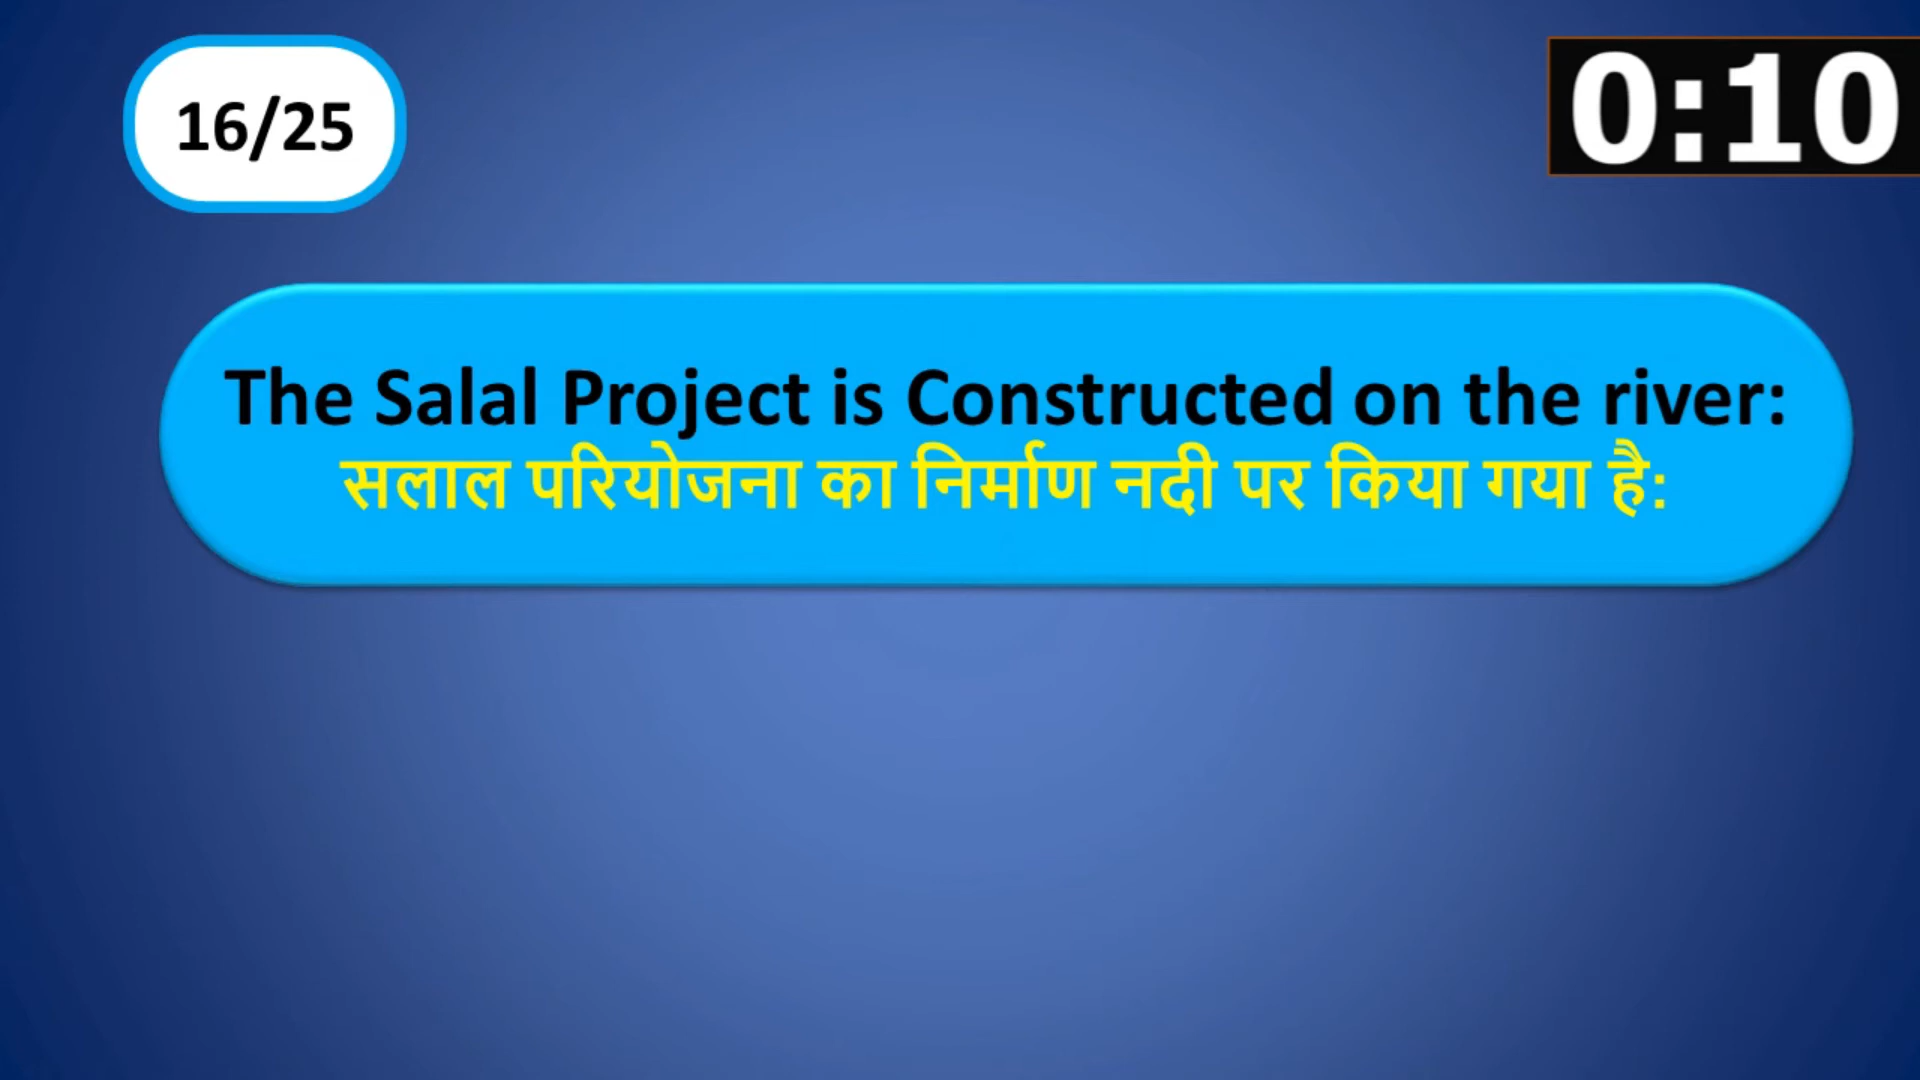 16/25
0:10
The Salal Project is Constructed on the river:
सलाल परियोजना का निर्माण नदी पर किया गया है: